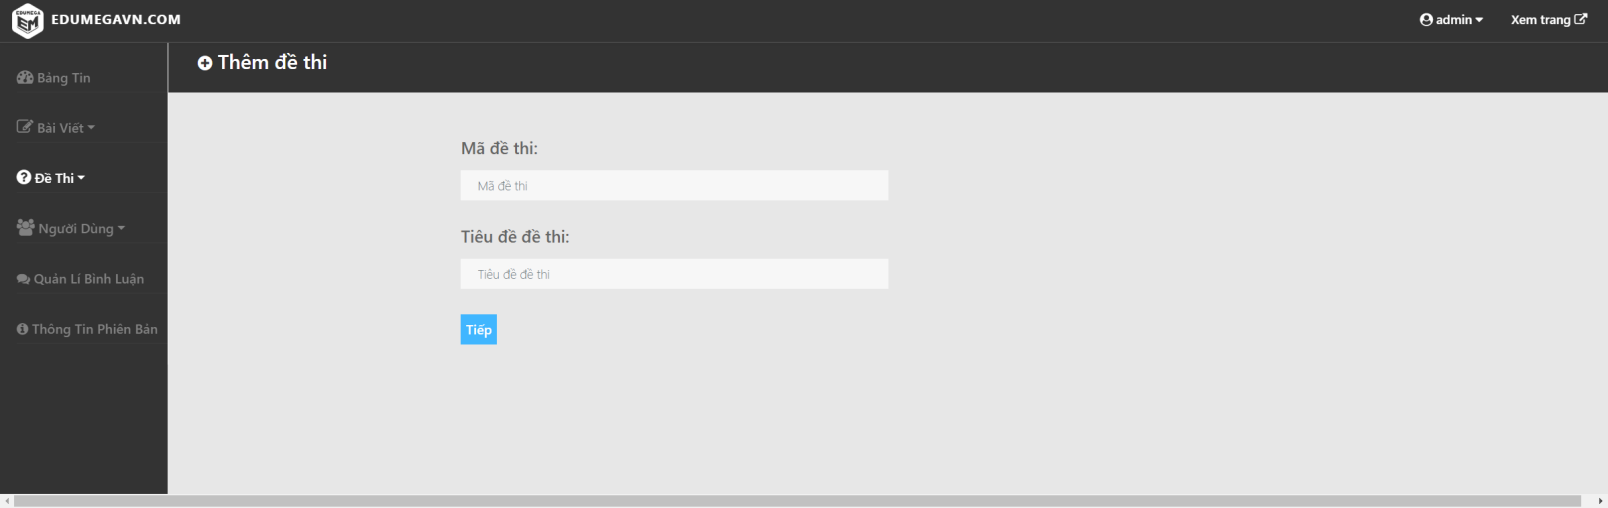 EDUMEGA
EM
EDUMEGAVN.COM
admin
Xem trang
Thêm đề thi
Bảng Tin
Bài Viết
Đề Thi
Người Dùng
Quản Lí Bình Luận
Thông Tin Phiên Bản
Mã đề thi:
Mã đề thi
Tiêu đề đề thi:
Tiêu đề đề thi
Tiếp